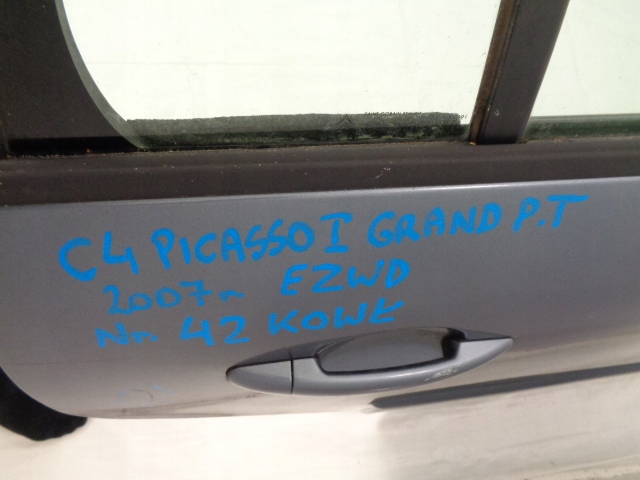 C4 PICASSO I GRAND P.T
2007r EZWD
Nr 42 KOWE